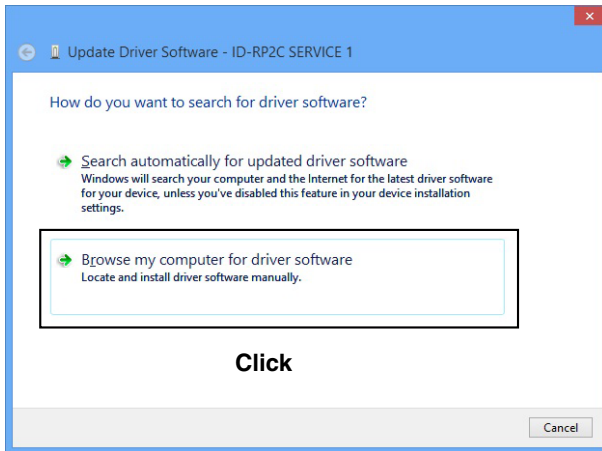 Update Driver Software - ID-RP2C SERVICE 1
How do you want to search for driver software?
Search automatically for updated driver software
Windows will search your computer and the Internet for the latest driver software
for your device, unless you've disabled this feature in your device installation
settings.
Browse my computer for driver software
Locate and install driver software manually.
Click
Cancel